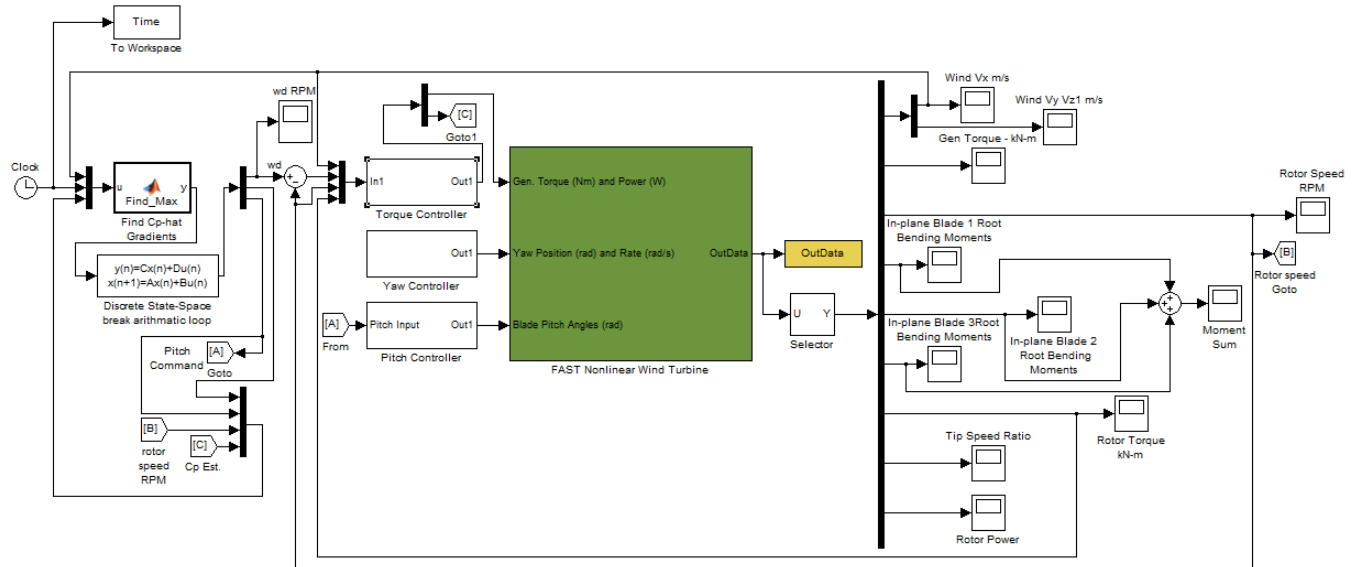 Time
To Workspace
wd RPM
Clock
u
y
Find_Max
Find Cp-hat
Gradients
y(n)=Cx(n)+Du(n)
x(n+1)=Ax(n)+Bu(n)
Discrete State-Space
break arithmatic loop
Pitch
Command
[A]
Goto
[B]
rotor
speed
RPM
[C]
Cp Est.
wd
[C]
Goto1
In1
Out1
Torque Controller
Out1
Yaw Controller
[A]
From
Pitch Input
Out1
Pitch Controller
Gen. Torque (Nm) and Power (W)
Yaw Position (rad) and Rate (rad/s)
Blade Pitch Angles (rad)
OutData
FAST Nonlinear Wind Turbine
OutData
U
Y
Selector
Wind Vx m/s
Wind Vy Vz1 m/s
Gen Torque - kN-m
Rotor Speed
RPM
In-plane Blade 1 Root
Bending Moments
[B]
Rotor speed
Goto
Moment
Sum
In-plane Blade 3Root
Bending Moments
In-plane Blade 2
Root Bending
Moments
Rotor Torque
kN-m
Tip Speed Ratio
Rotor Power